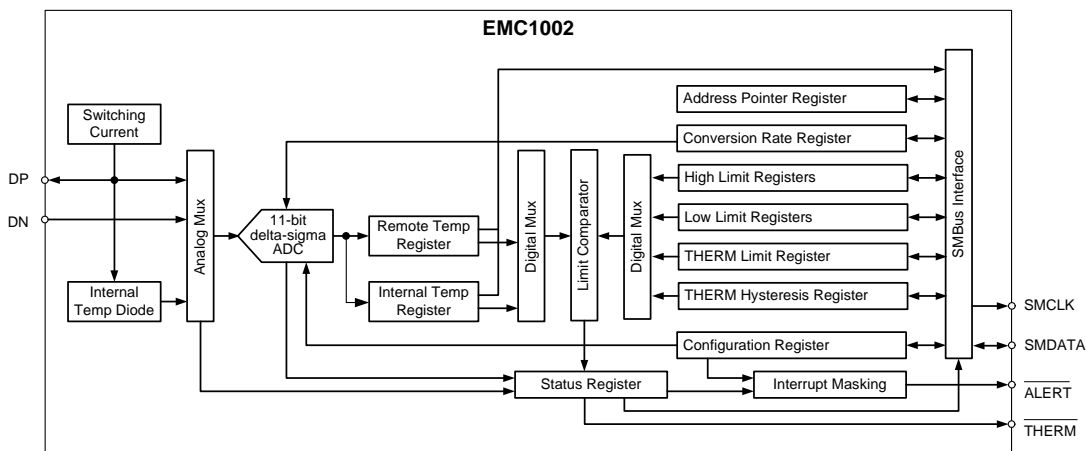 EMC1002
Switching
Current
Address Pointer Register
Conversion Rate Register
DP
DN
Analog Mux
11-bit
delta-sigma
ADC
Remote Temp
Register
Internal Temp
Register
Digital Mux
Limit Comparator
Digital Mux
High Limit Registers
Low Limit Registers
THERM Limit Register
THERM Hysteresis Register
SMBus Interface
Internal
Temp Diode
Configuration Register
SMCLK
SMDATA
Status Register
Interrupt Masking
ALERT
THERM